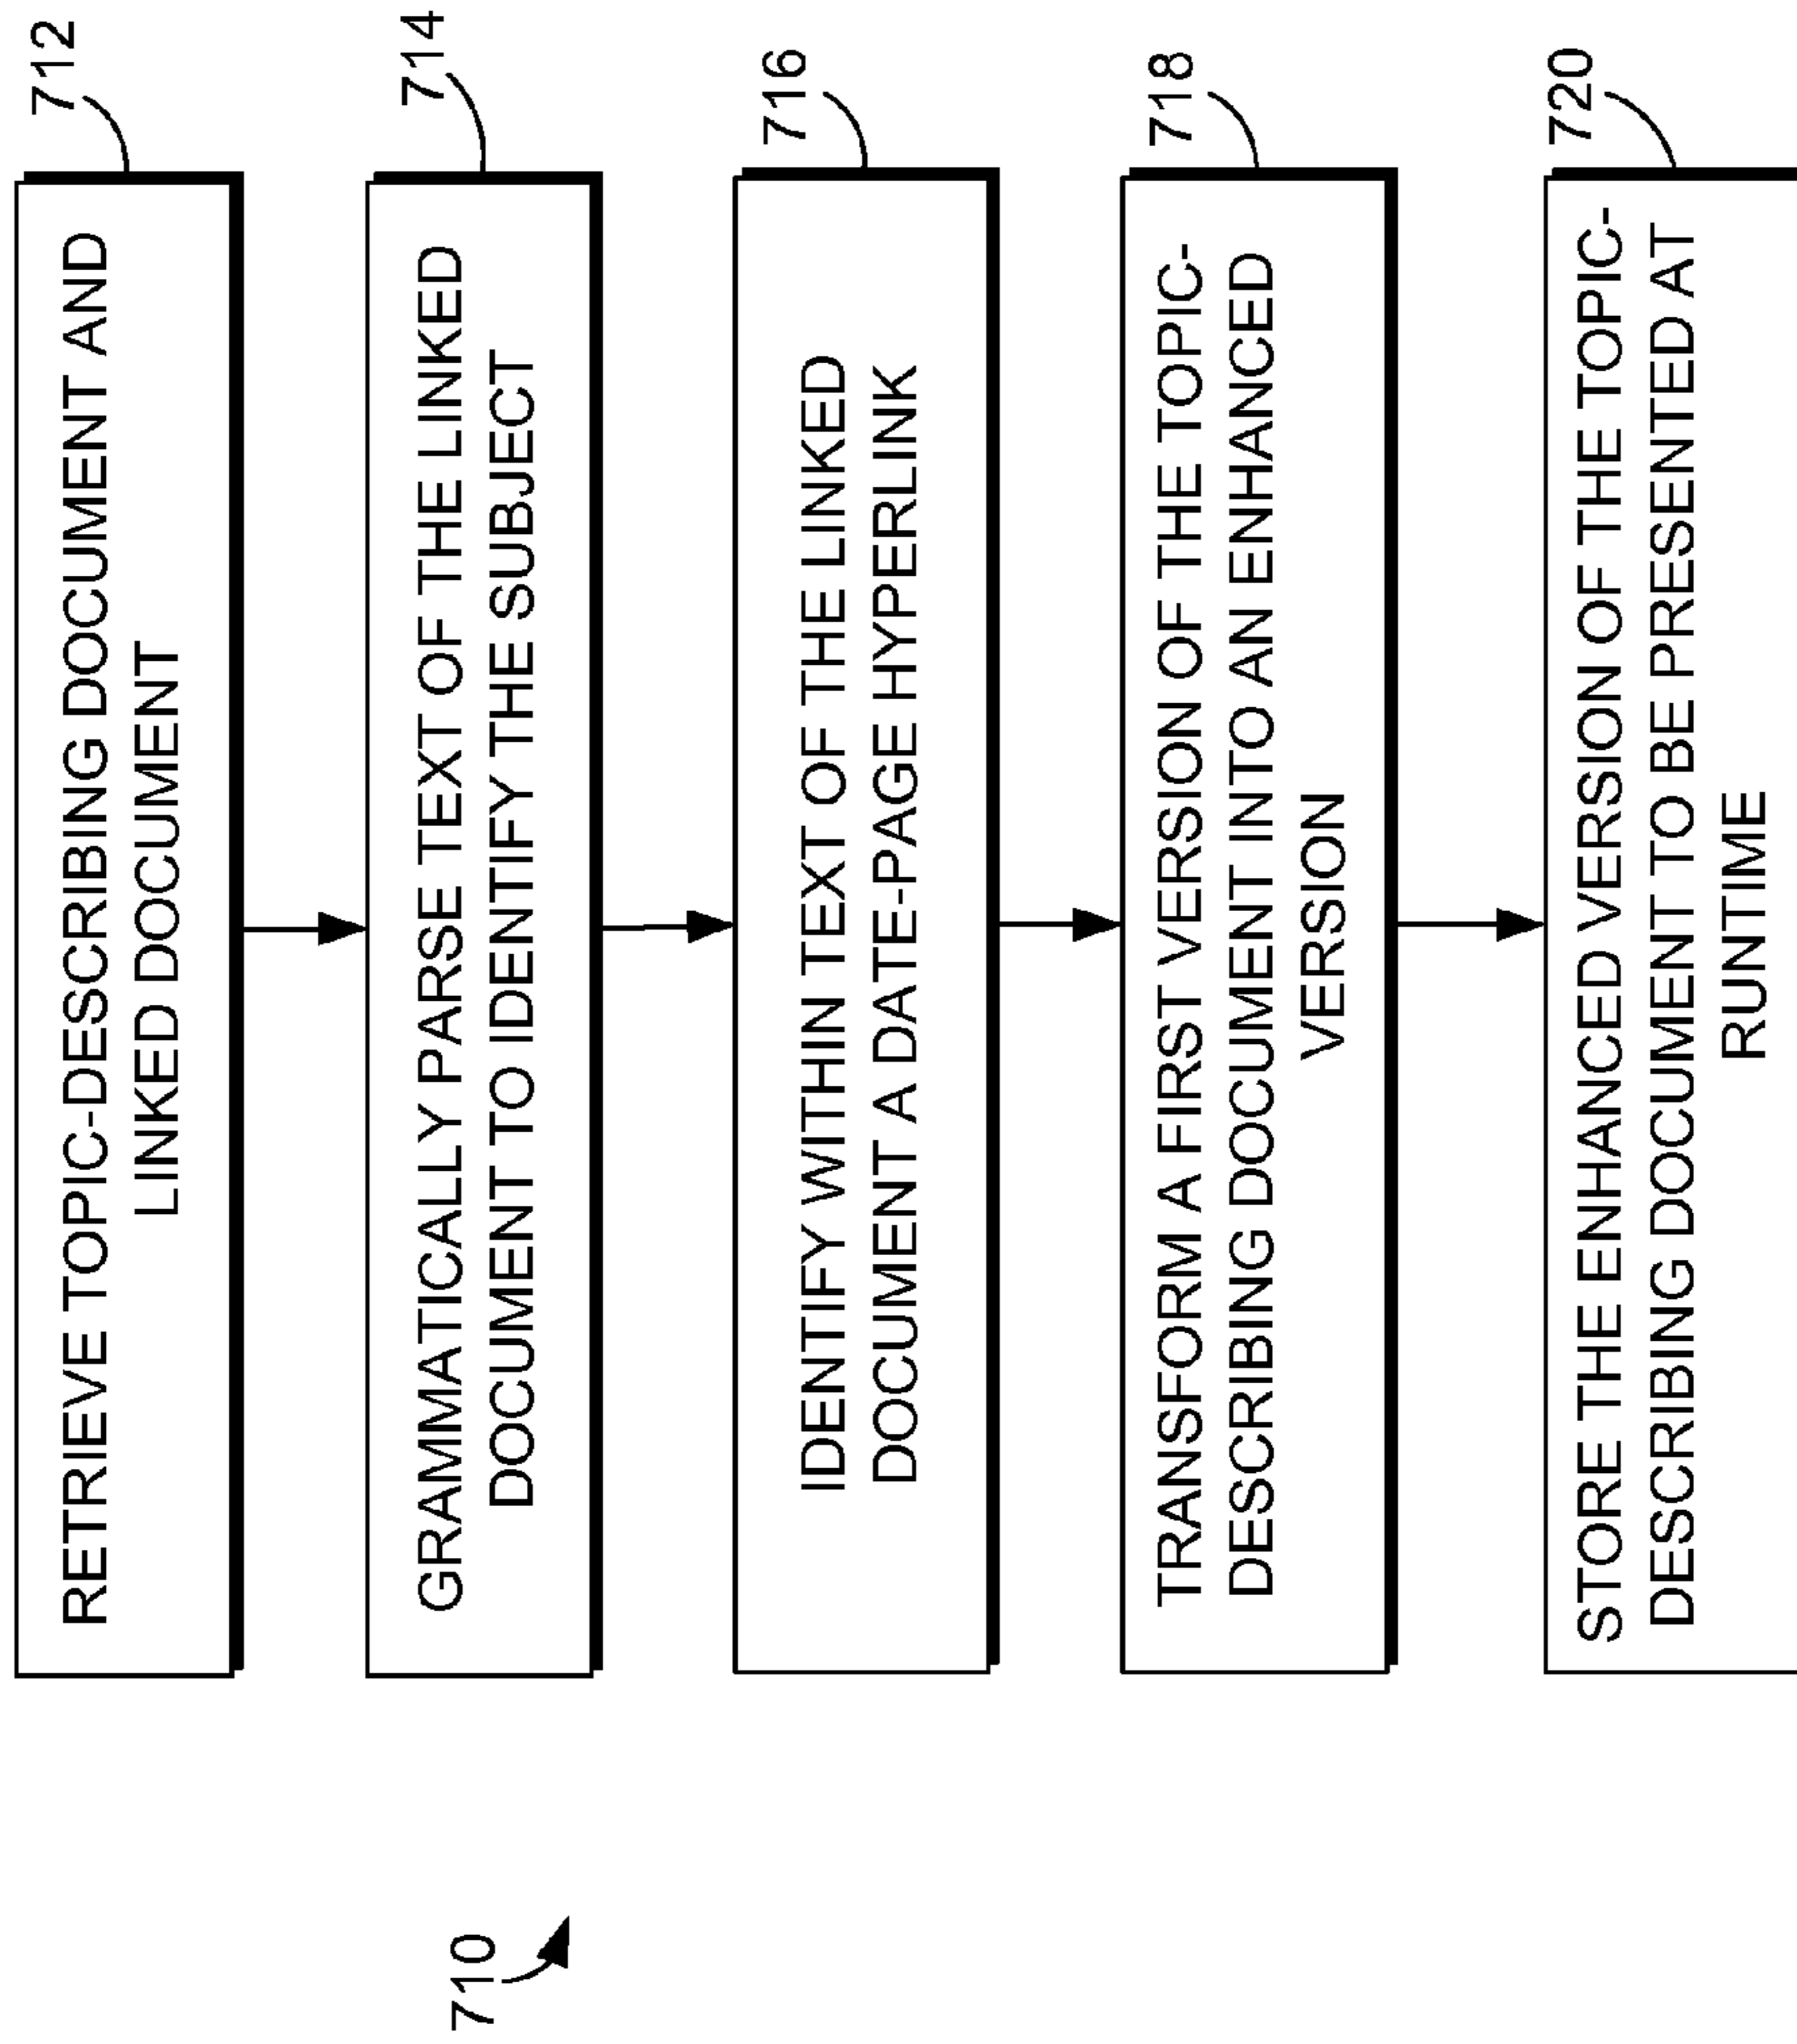 710
712
RETRIEVE TOPIC-DESCRIBING DOCUMENT AND
LINKED DOCUMENT
714
GRAMMATICALLY PARSE TEXT OF THE LINKED
DOCUMENT TO IDENTIFY THE SUBJECT
716
IDENTIFY WITHIN TEXT OF THE LINKED
DOCUMENT A DATE-PAGE HYPERLINK
718
TRANSFORM A FIRST VERSION OF THE TOPIC-
DESCRIBING DOCUMENT INTO AN ENHANCED
VERSION
720
STORE THE ENHANCED VERSION OF THE TOPIC-
DESCRIBING DOCUMENT TO BE PRESENTED AT
RUNTIME